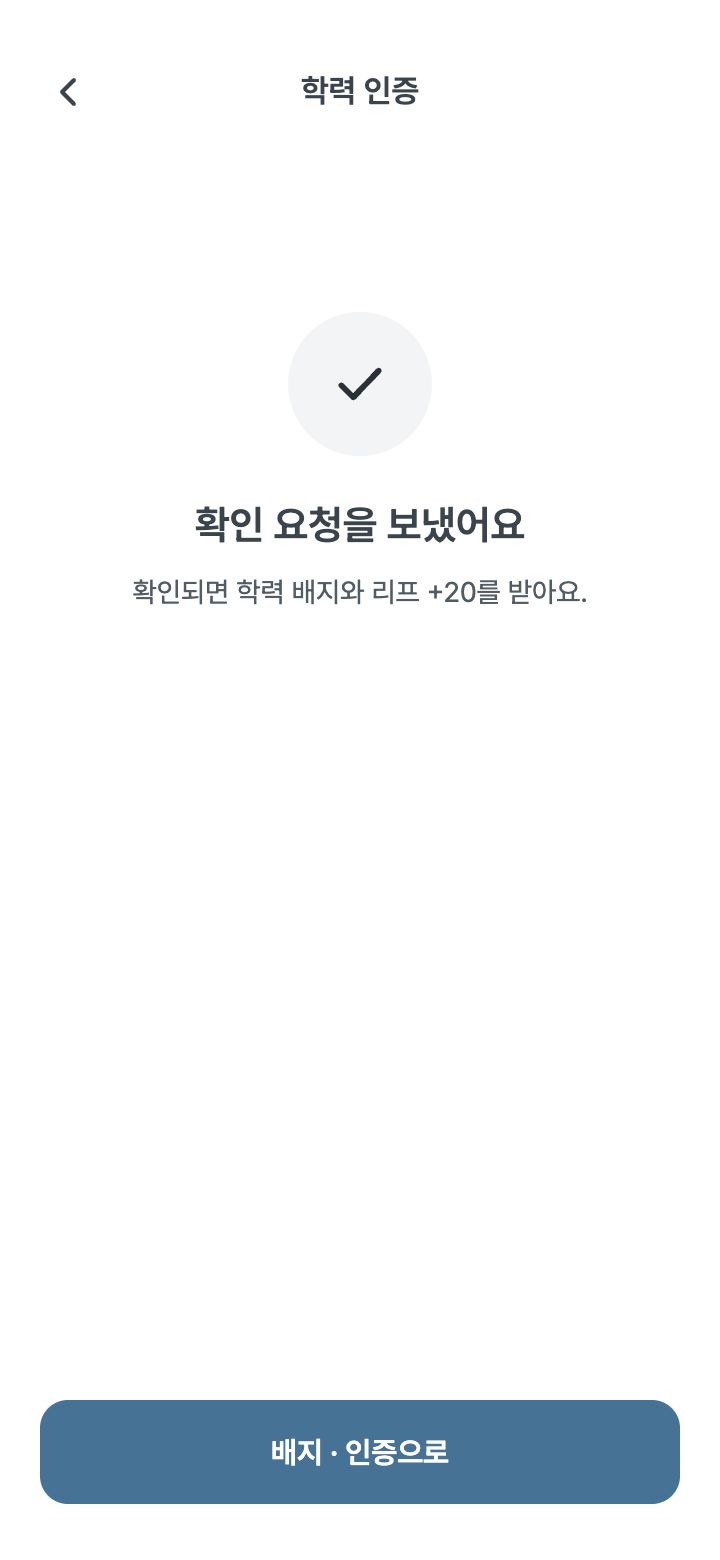 학력 인증
확인 요청을 보냈어요
확인되면 학력 배지와 리프 +20를 받아요.
배지 · 인증으로